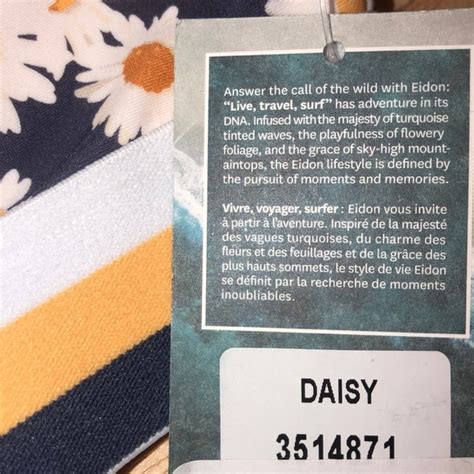 Answer the call of the wild with Eidon:
"Live, travel, surf" has adventure in its
DNA. Infused with the majesty of turquoise
tinted waves, the playfulness of flowery
foliage, and the grace of sky-high mount-
aintops, the Eidon lifestyle is defined by
the pursuit of moments and memories.
Vivre, voyager, surfer : Eidon vous invite
à partir à l'aventure. Inspiré de la majesté
des vagues turquoises, du charme des
fleurs et des feuillages et de la grâce des
plus hauts sommets, le style de vie Eidon
se définit par la recherche de moments
inoubliables.
DAISY
3514871